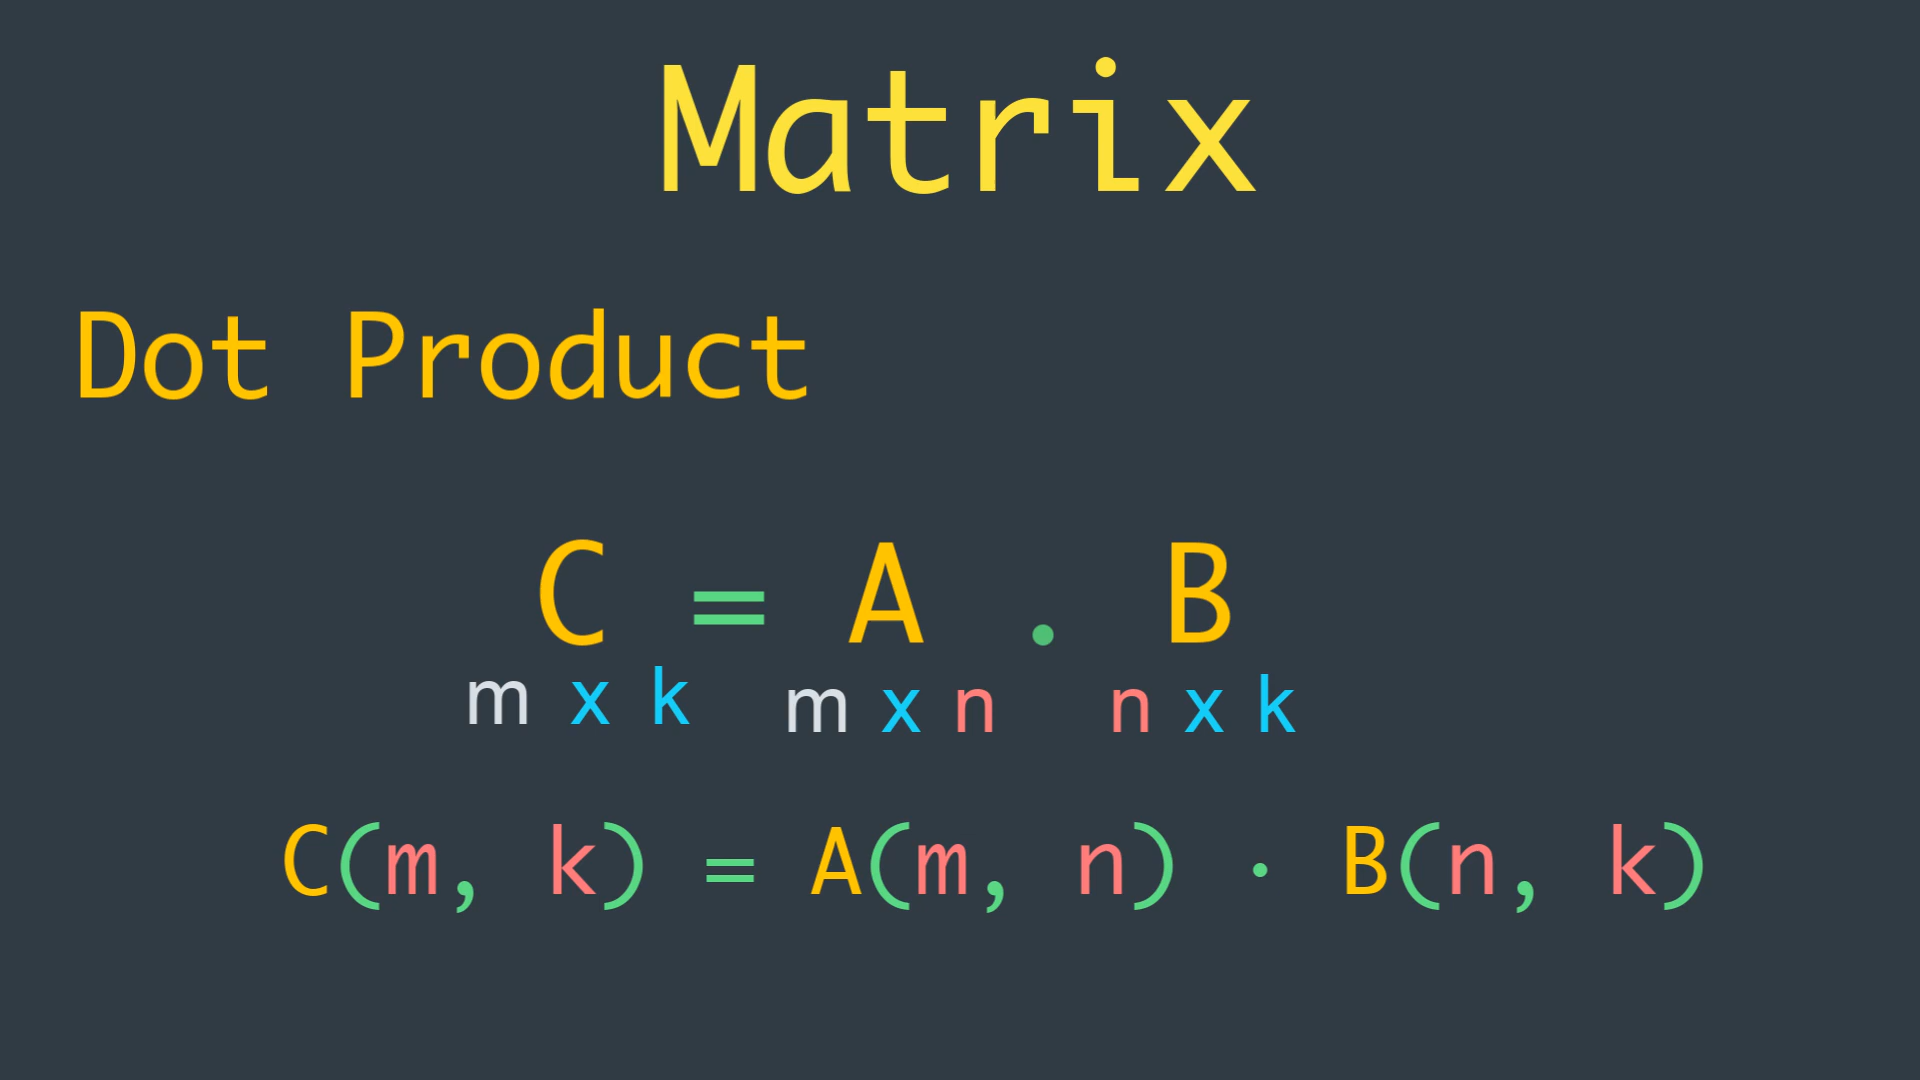 Matrix
Dot Product
C = A . B
m x k m x n n x k
C(m, k) = A(m, n) · B(n, k)